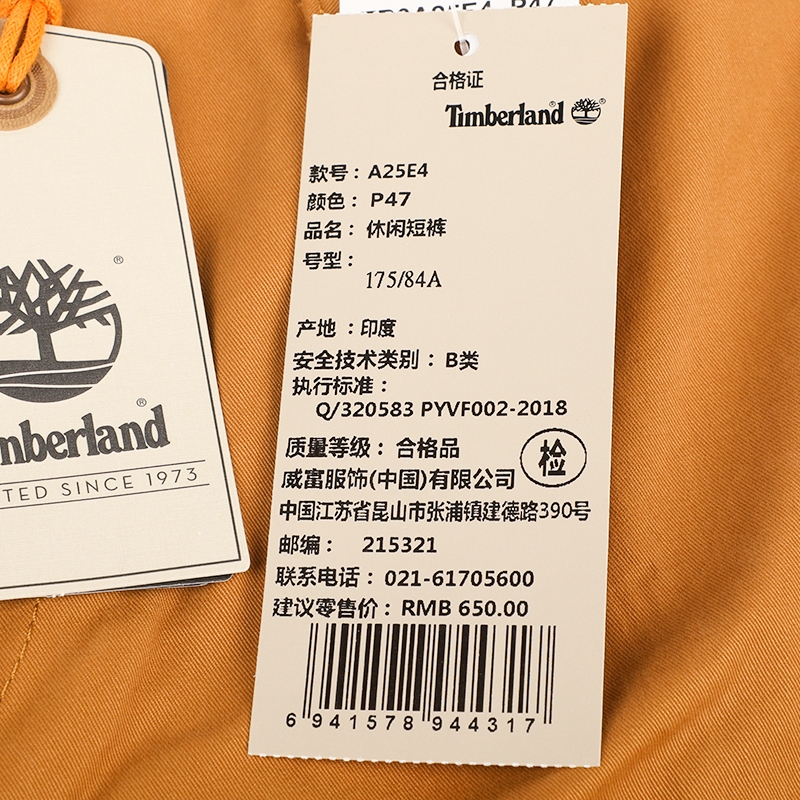 合格证
Timberland®
款号：A25E4
颜色：P47
品名：休闲短裤
号型：
175/84A
产地：印度
安全技术类别：B类
执行标准：
Q/320583 PYVF002-2018
质量等级：合格品
检
威富服饰(中国)有限公司
中国江苏省昆山市张浦镇建德路390号
邮编： 215321
联系电话：021-61705600
建议零售价：RMB 650.00
6 941578 944317
®
mberland®
TED SINCE 1973